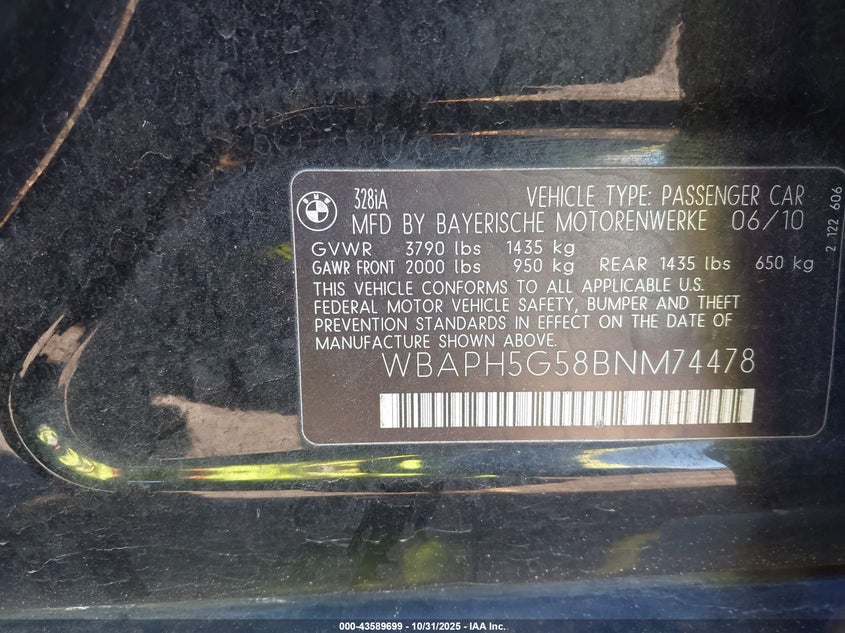 BMW
328iA VEHICLE TYPE: PASSENGER CAR
MFD BY BAYERISCHE MOTORENWERKE 06/10
GVWR 3790 lbs 1435 kg
GAWR FRONT 2000 lbs 950 kg REAR 1435 lbs 650 kg
THIS VEHICLE CONFORMS TO ALL APPLICABLE U.S.
FEDERAL MOTOR VEHICLE SAFETY, BUMPER AND THEFT
PREVENTION STANDARDS IN EFFECT ON THE DATE OF
MANUFACTURE SHOWN ABOVE.
WBAPH5G58BNM74478
2 122 606
000-43589699 - 10/31/2025 - IAA Inc.